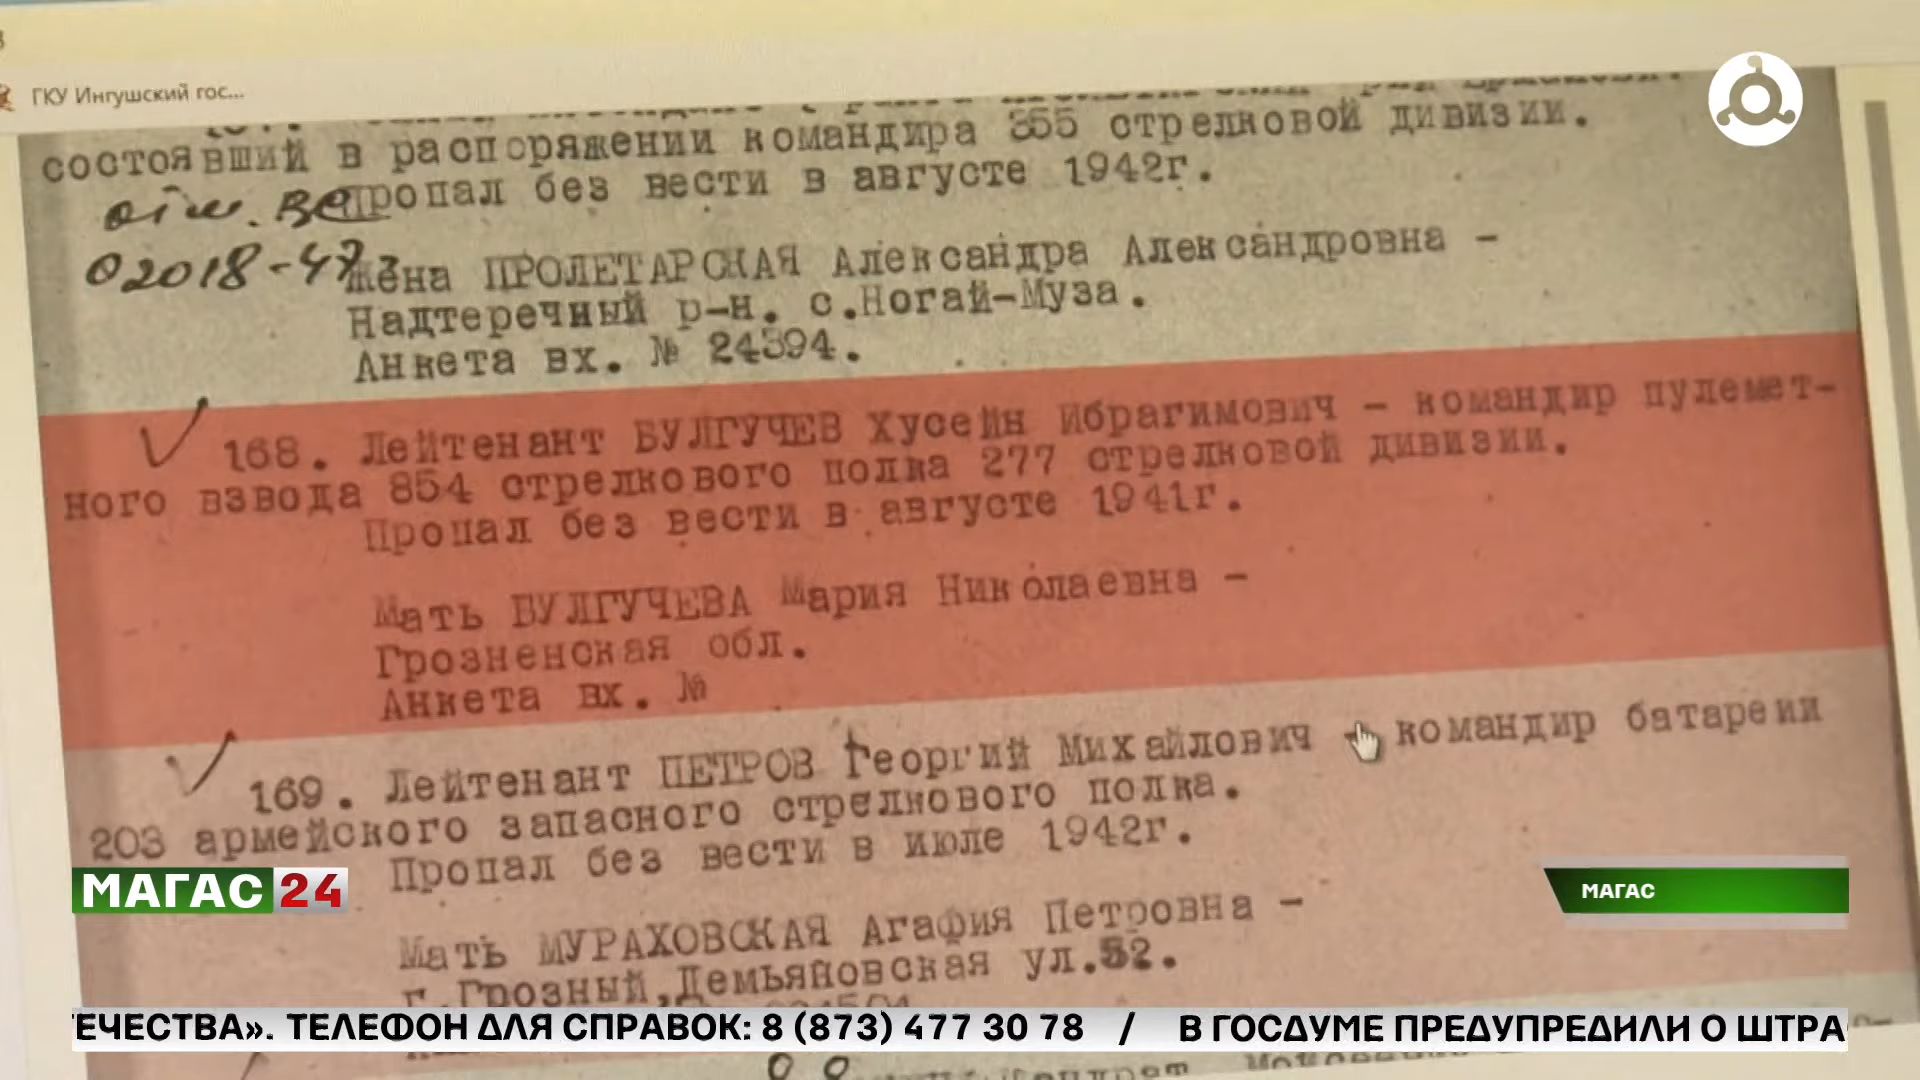 ГКУ Ингушский гос...
состоявший в распоряжении командира 355 стрелковой дивизии.
пропал без вести в августе 1942г.
02018-47
Жена ПРОЛЕТАРСКАЯ Александра Александровна -
Надтеречный р-н. с.Ногай-Муза.
Анкета вх. № 24394.
168. Лейтенант БУЛГУЧЕВ Хусейн Ибрагимович - командир пулемет-
ного взвода 854 стрелкового полка 277 стрелковой дивизии.
Пропал без вести в августе 1941г.
Мать БУЛГУЧЕВА Мария Николаевна -
Грозненская обл.
Анкета вх. №
169. Лейтенант ПЕТРОВ Георгий Михайлович - командир батареии
203 армейского запасного стрелкового полка.
Пропал без вести в июле 1942г.
МАГАС 24
МАГАС
Мать МУРАХОВСКАЯ Агафия Петровна -
г.Грозный,Демьяновская ул.52.
ТЕЧЕСТВА». ТЕЛЕФОН ДЛЯ СПРАВОК: 8 (873) 477 30 78 / В ГОСДУМЕ ПРЕДУПРЕДИЛИ О ШТРА